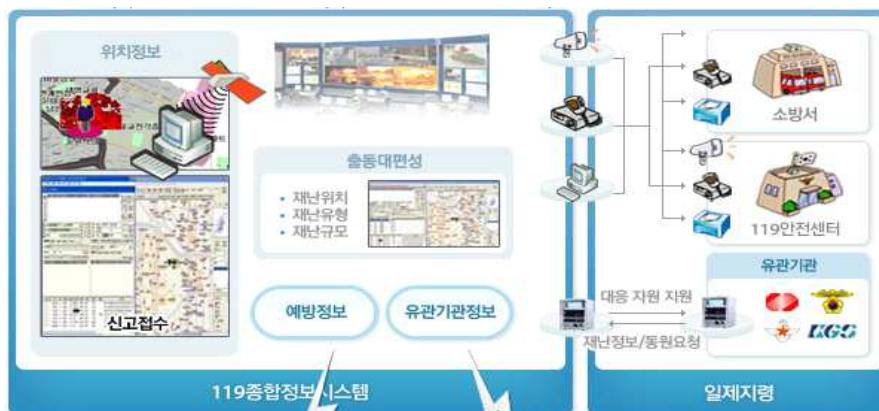 위치정보
신고접수
출동대편성
• 재난위치
• 재난유형
• 재난규모
예방정보
유관기관정보
119종합정보시스템
소방서
119안전센터
유관기관
대응 자원 지원
재난정보/동원요청
KGS
일제지령